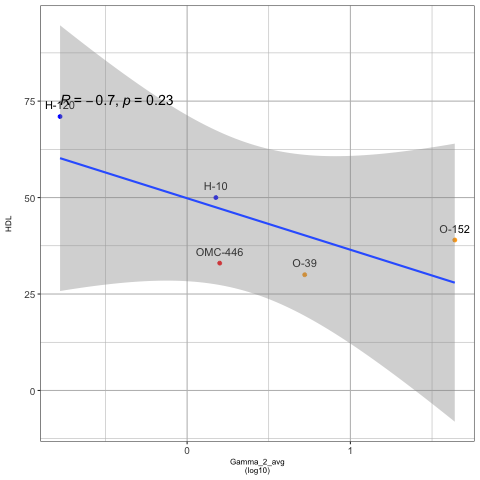 R = −0.7, p = 0.23
H-120
H-10
OMC-446
O-39
O-152
75
50
25
0
HDL
0
1
Gamma_2_avg
(log10)